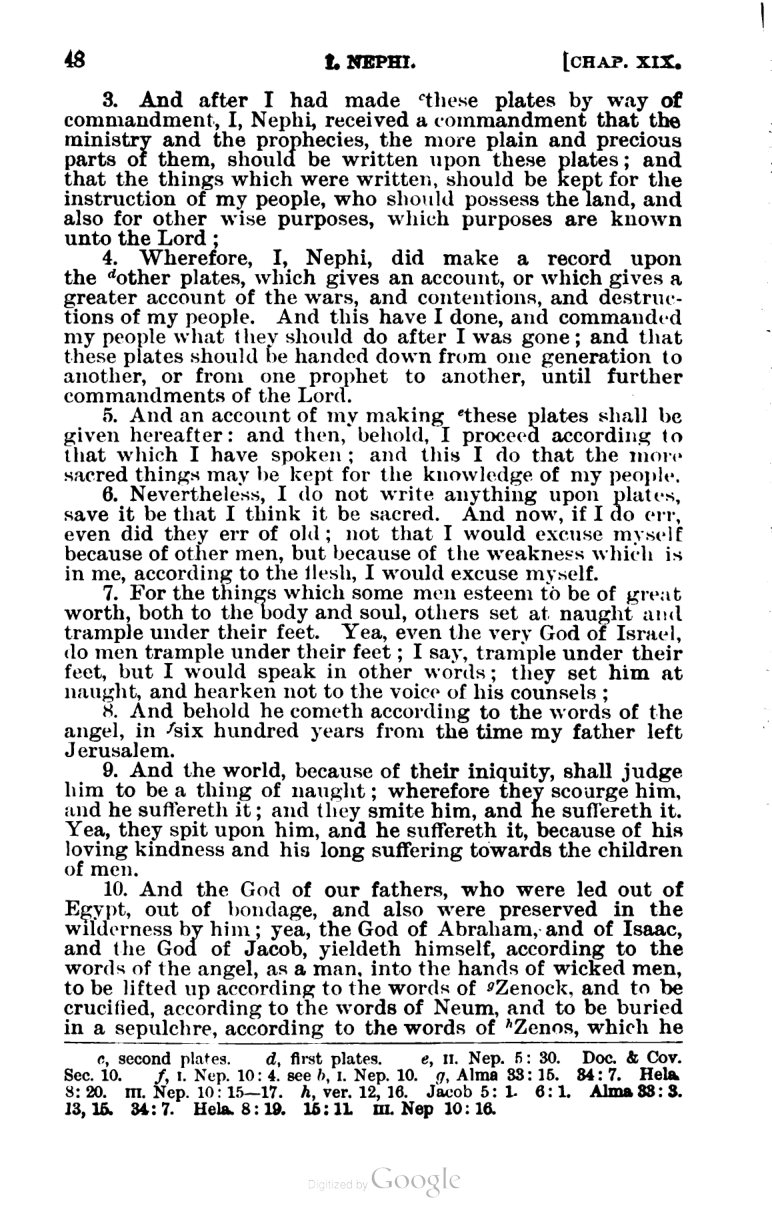 48 I. NEPHI. [CHAP. XIX.
3. And after I had made ᶜthese plates by way of
commandment, I, Nephi, received a commandment that the
ministry and the prophecies, the more plain and precious
parts of them, should be written upon these plates; and
that the things which were written, should be kept for the
instruction of my people, who should possess the land, and
also for other wise purposes, which purposes are known
unto the Lord;
4. Wherefore, I, Nephi, did make a record upon
the ᵈother plates, which gives an account, or which gives a
greater account of the wars, and contentions, and destruc-
tions of my people. And this have I done, and commanded
my people what they should do after I was gone; and that
these plates should be handed down from one generation to
another, or from one prophet to another, until further
commandments of the Lord.
5. And an account of my making ᵉthese plates shall be
given hereafter: and then, behold, I proceed according to
that which I have spoken; and this I do that the more
sacred things may be kept for the knowledge of my people.
6. Nevertheless, I do not write anything upon plates,
save it be that I think it be sacred. And now, if I do err,
even did they err of old; not that I would excuse myself
because of other men, but because of the weakness which is
in me, according to the flesh, I would excuse myself.
7. For the things which some men esteem to be of great
worth, both to the body and soul, others set at naught and
trample under their feet. Yea, even the very God of Israel,
do men trample under their feet; I say, trample under their
feet, but I would speak in other words; they set him at
naught, and hearken not to the voice of his counsels;
8. And behold he cometh according to the words of the
angel, in ᶠsix hundred years from the time my father left
Jerusalem.
9. And the world, because of their iniquity, shall judge
him to be a thing of naught; wherefore they scourge him,
and he suffereth it; and they smite him, and he suffereth it.
Yea, they spit upon him, and he suffereth it, because of his
loving kindness and his long suffering towards the children
of men.
10. And the God of our fathers, who were led out of
Egypt, out of bondage, and also were preserved in the
wilderness by him; yea, the God of Abraham, and of Isaac,
and the God of Jacob, yieldeth himself, according to the
words of the angel, as a man, into the hands of wicked men,
to be lifted up according to the words of ᵍZenock, and to be
crucified, according to the words of Neum, and to be buried
in a sepulchre, according to the words of ʰZenos, which he
c, second plates. d, first plates. e, II. Nep. 5: 30. Doc. & Cov.
Sec. 10. f, I. Nep. 10: 4. see b, I. Nep. 10. g, Alma 33: 15. 34: 7. Hela.
8: 20. III. Nep. 10: 15—17. h, ver. 12, 16. Jacob 5: 1. 6: 1. Alma 33: 3.
13, 15. 34: 7. Hela. 8: 19. 15: 11. III. Nep 10: 16.
Digitized by Google